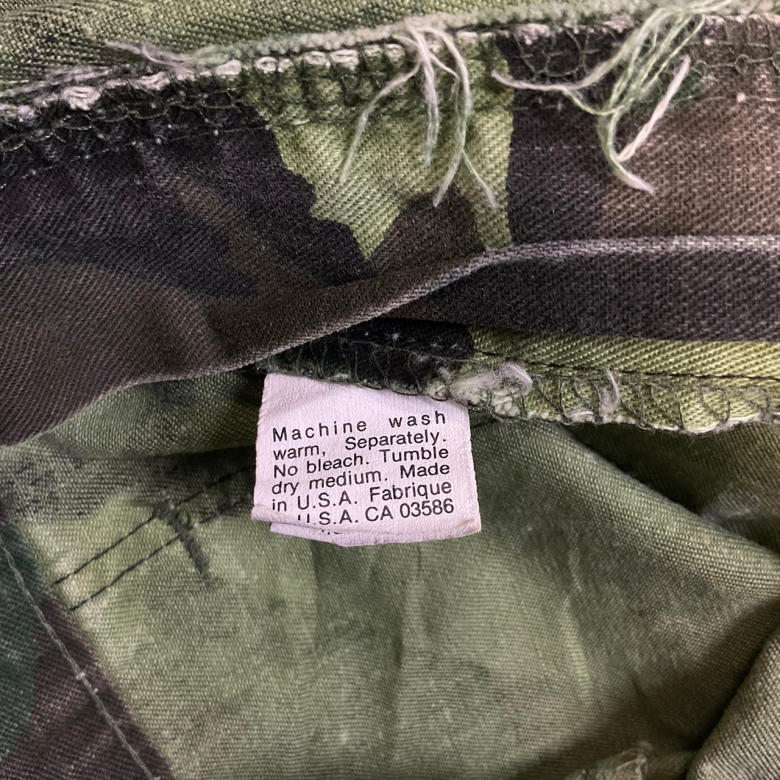 Machine wash
warm, Separately.
No bleach. Tumble
dry medium. Made
in U.S.A. Fabrique
U.S.A. CA 03586